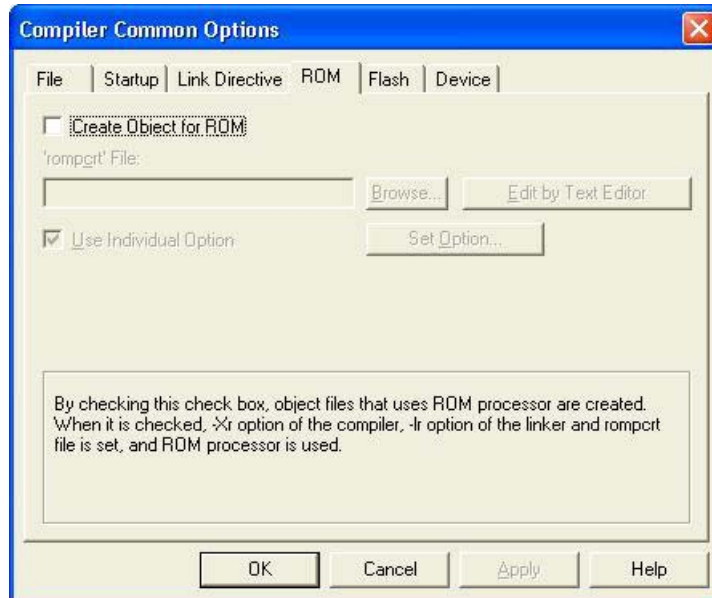 Compiler Common Options
File Startup Link Directive ROM Flash Device
Create Object for ROM
'rompcrt' File:
Browse... Edit by Text Editor
Use Individual Option Set Option...
By checking this check box, object files that uses ROM processor are created.
When it is checked, -Xr option of the compiler, -lr option of the linker and rompcrt
file is set, and ROM processor is used.
OK Cancel Apply Help